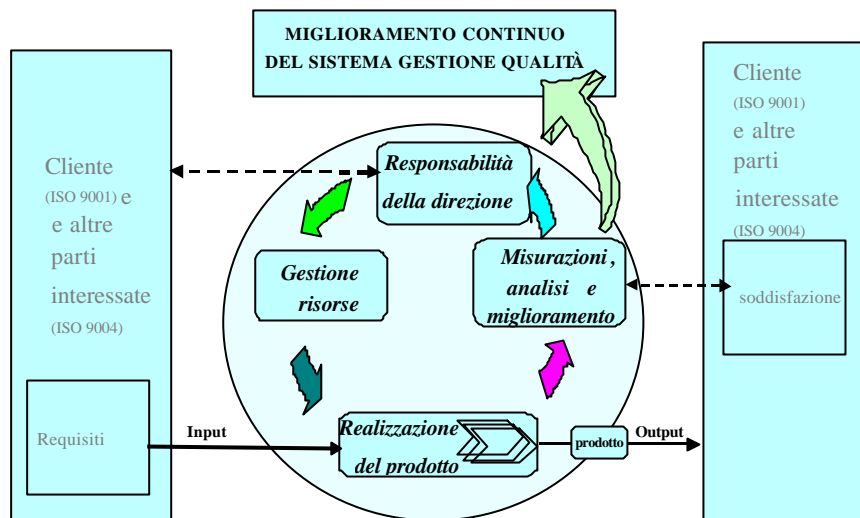 MIGLIORAMENTO CONTINUO
DEL SISTEMA GESTIONE QUALITÀ
Cliente
(ISO 9001) e
e altre
parti
interessate
(ISO 9004)
Requisiti
Input
Responsabilità
della direzione
Gestione
risorse
Misurazioni,
analisi e
miglioramento
Realizzazione
del prodotto
prodotto
Output
Cliente
(ISO 9001)
e altre
parti
interessate
(ISO 9004)
soddisfazione